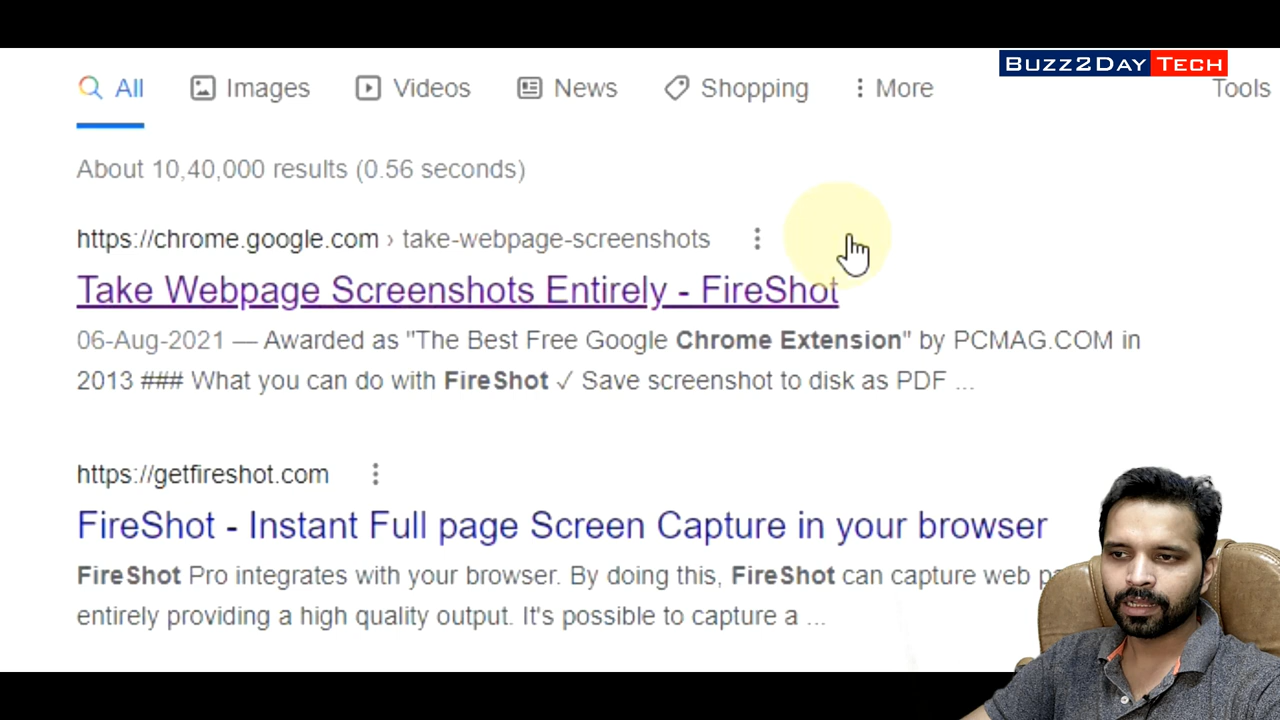 Buzz2Day Tech
All Images Videos News Shopping More Tools
About 10,40,000 results (0.56 seconds)
https://chrome.google.com › take-webpage-screenshots
Take Webpage Screenshots Entirely - FireShot
06-Aug-2021 — Awarded as "The Best Free Google Chrome Extension" by PCMAG.COM in
2013 ### What you can do with FireShot ✓ Save screenshot to disk as PDF ...
https://getfireshot.com
FireShot - Instant Full page Screen Capture in your browser
FireShot Pro integrates with your browser. By doing this, FireShot can capture web
entirely providing a high quality output. It's possible to capture a ...